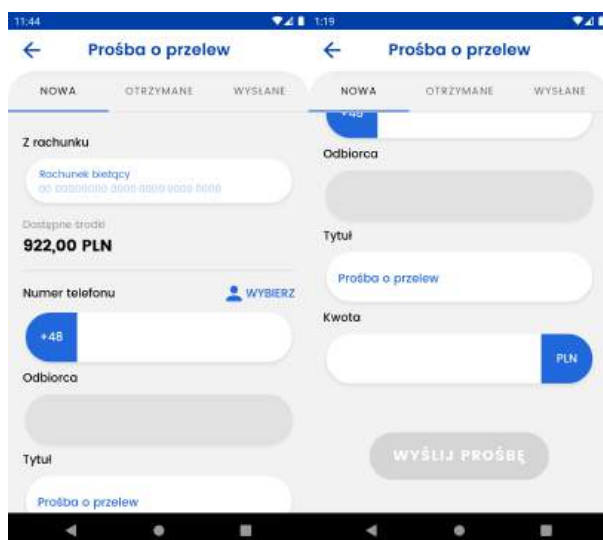 11:44
Prośba o przelew
NOWA OTRZYMANE WYSŁANE
Z rachunku
Rachunek bieżący
Dostępne środki
922,00 PLN
Numer telefonu WYBIERZ
+48
Odbiorca
Tytuł
Prośba o przelew
1:19
Prośba o przelew
NOWA OTRZYMANE WYSŁANE
+48
Odbiorca
Tytuł
Prośba o przelew
Kwota
PLN
WYŚLIJ PROŚBĘ